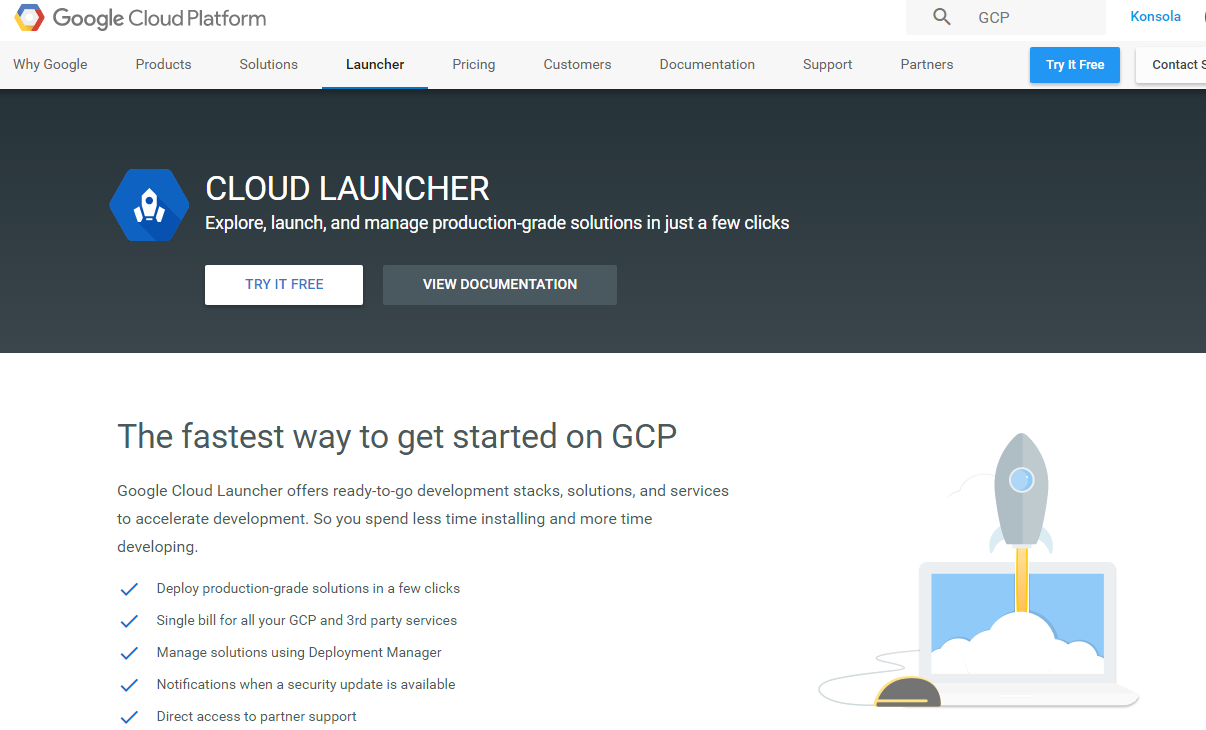 Google Cloud Platform
GCP
Konsola
Why Google
Products
Solutions
Launcher
Pricing
Customers
Documentation
Support
Partners
Try It Free
Contact S
CLOUD LAUNCHER
Explore, launch, and manage production-grade solutions in just a few clicks
TRY IT FREE
VIEW DOCUMENTATION
The fastest way to get started on GCP
Google Cloud Launcher offers ready-to-go development stacks, solutions, and services
to accelerate development. So you spend less time installing and more time
developing.
Deploy production-grade solutions in a few clicks
Single bill for all your GCP and 3rd party services
Manage solutions using Deployment Manager
Notifications when a security update is available
Direct access to partner support